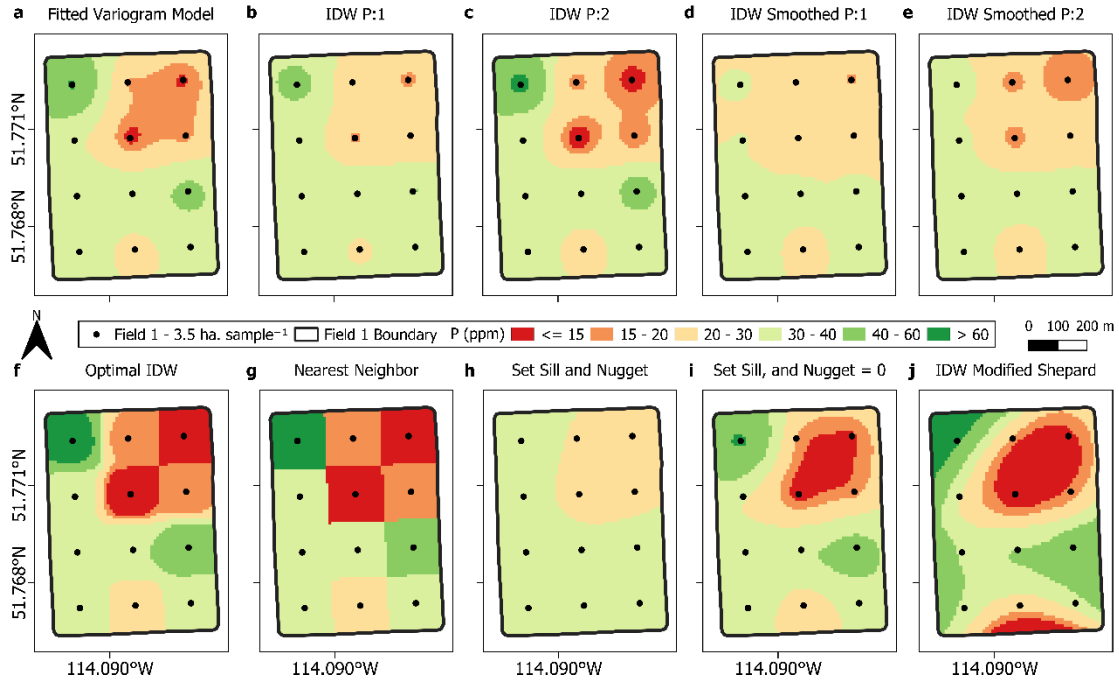 a Fitted Variogram Model
b IDW P:1
c IDW P:2
d IDW Smoothed P:1
e IDW Smoothed P:2
51.771°N
51.768°N
N
Field 1 - 3.5 ha. sample⁻¹ Field 1 Boundary P (ppm) <= 15 15 - 20 20 - 30 30 - 40 40 - 60 > 60
0 100 200 m
f Optimal IDW
g Nearest Neighbor
h Set Sill and Nugget
i Set Sill, and Nugget = 0
j IDW Modified Shepard
51.771°N
51.768°N
114.090°W
114.090°W
114.090°W
114.090°W
114.090°W